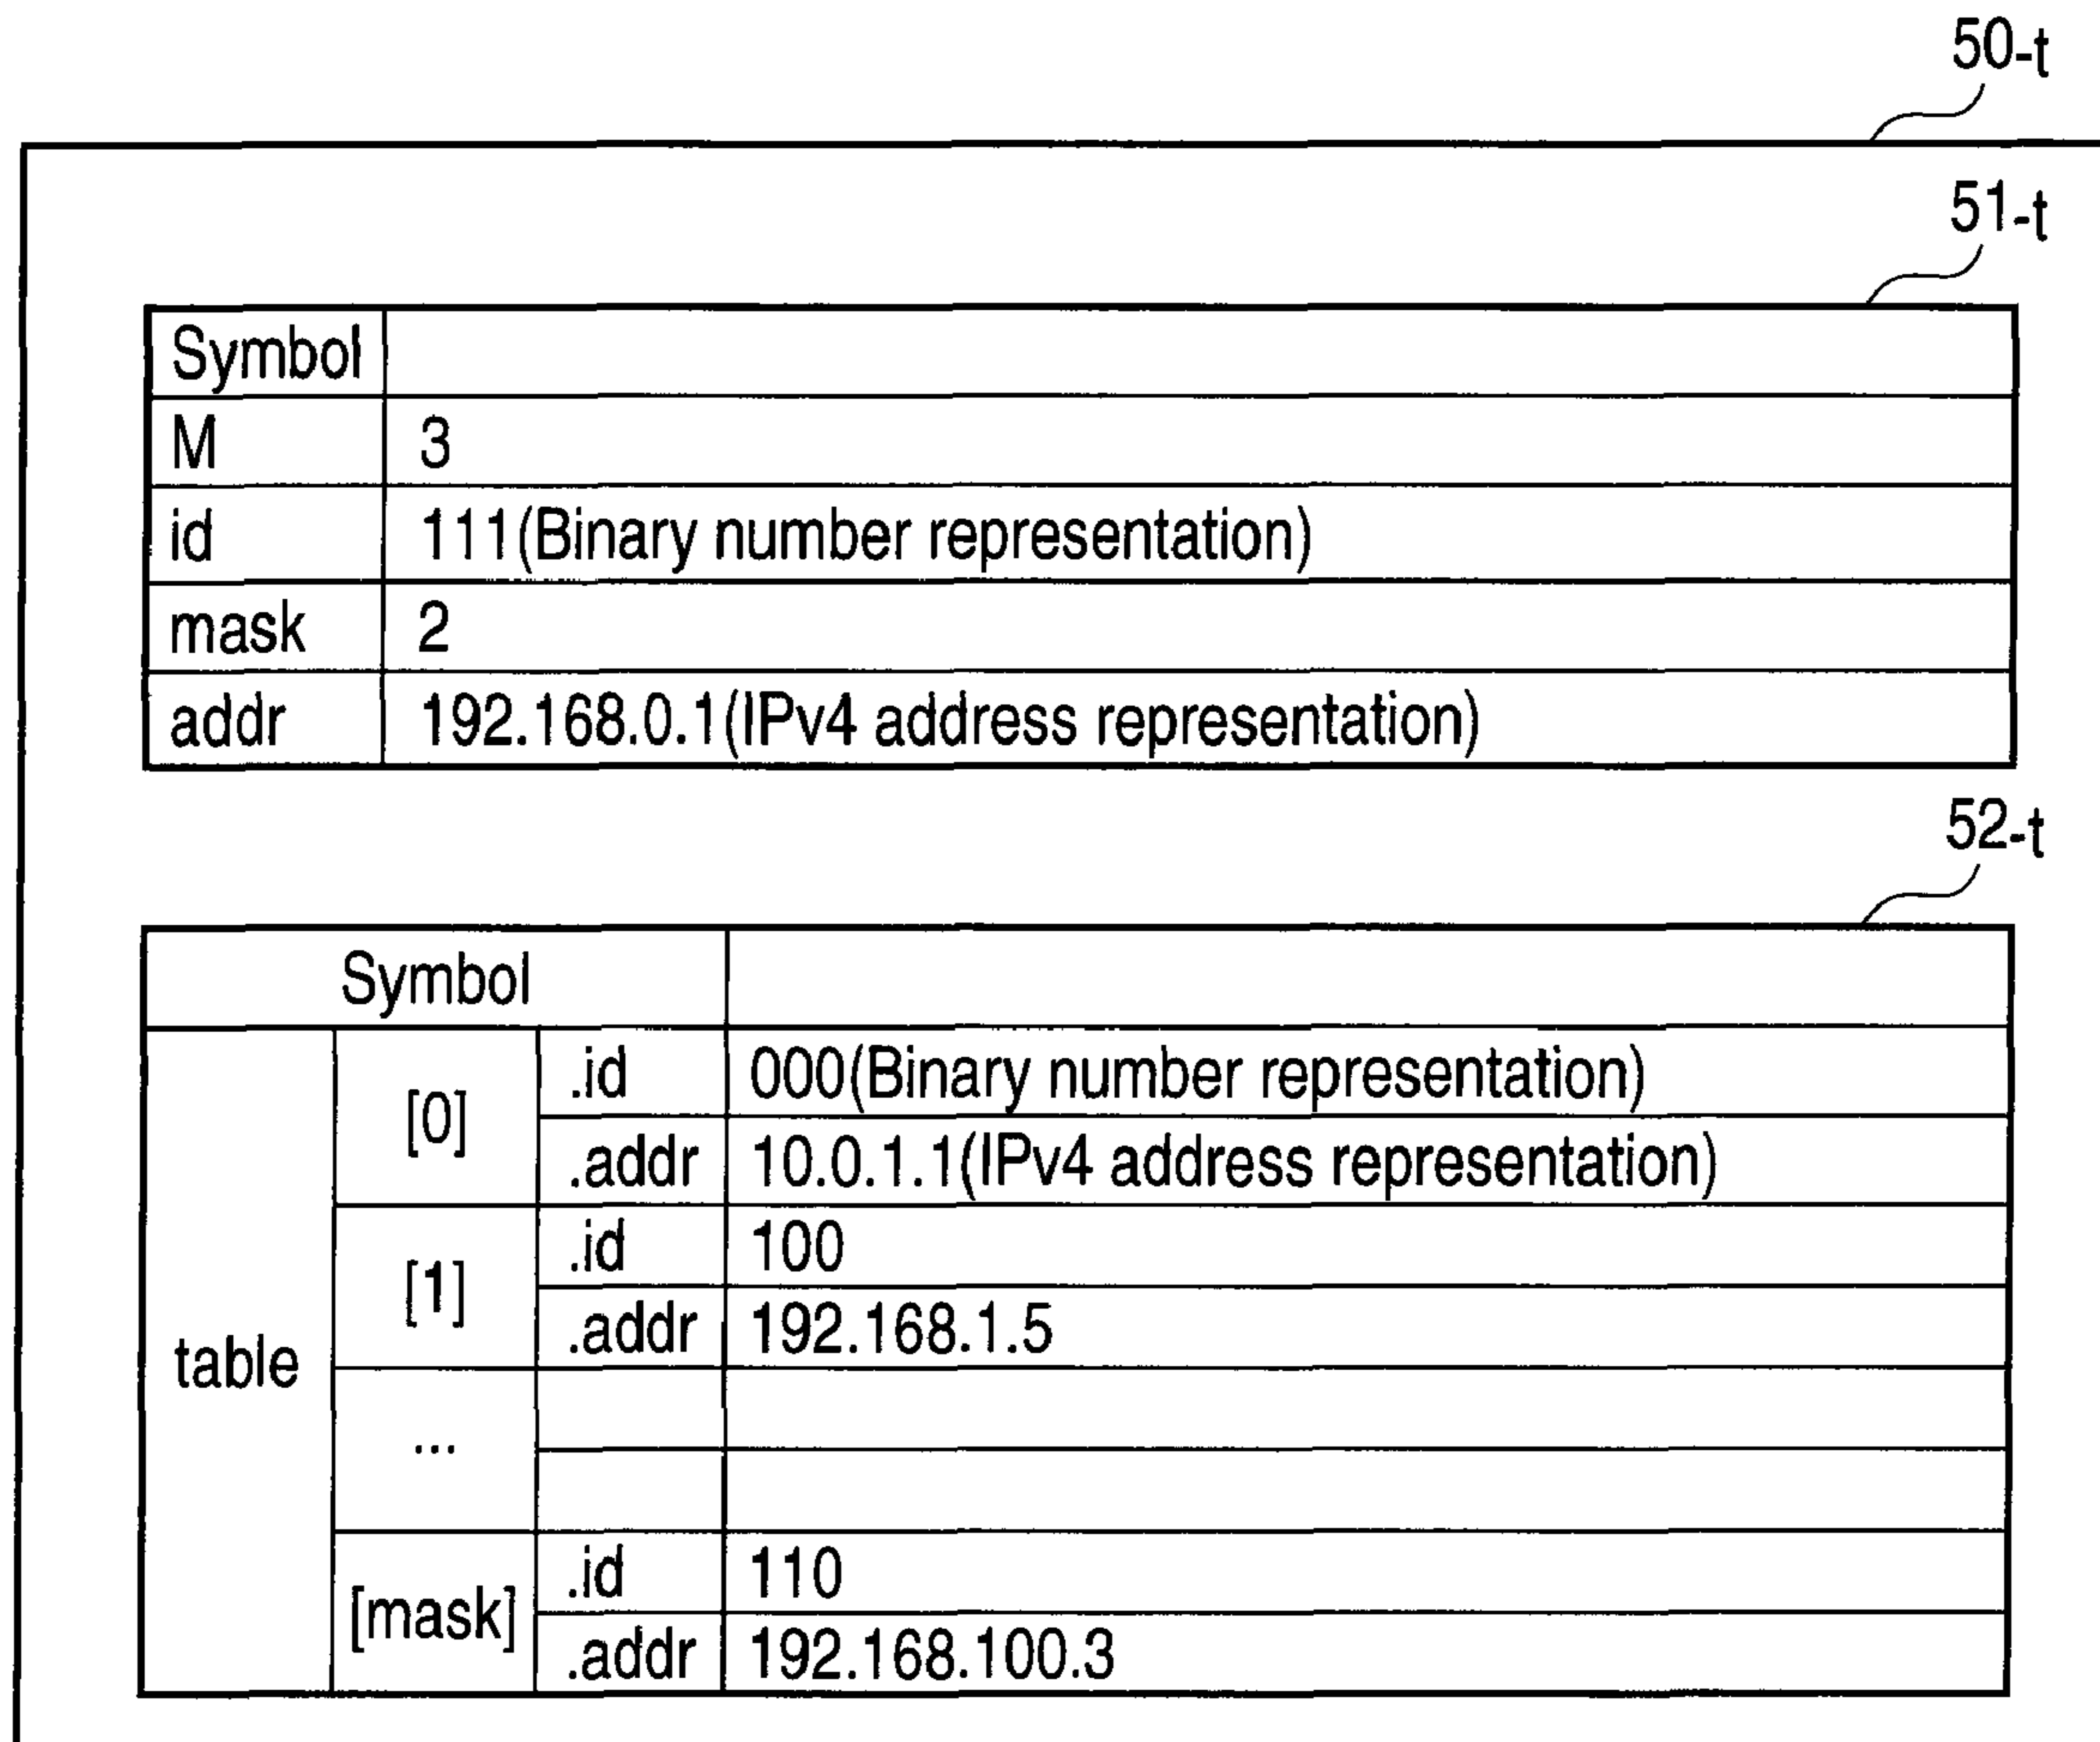 50-t
51-t
Symbol
M 3
id 111(Binary number representation)
mask 2
addr 192.168.0.1(IPv4 address representation)
52-t
Symbol
table [0] .id 000(Binary number representation)
.addr 10.0.1.1(IPv4 address representation)
[1] .id 100
.addr 192.168.1.5
...
[mask] .id 110
.addr 192.168.100.3